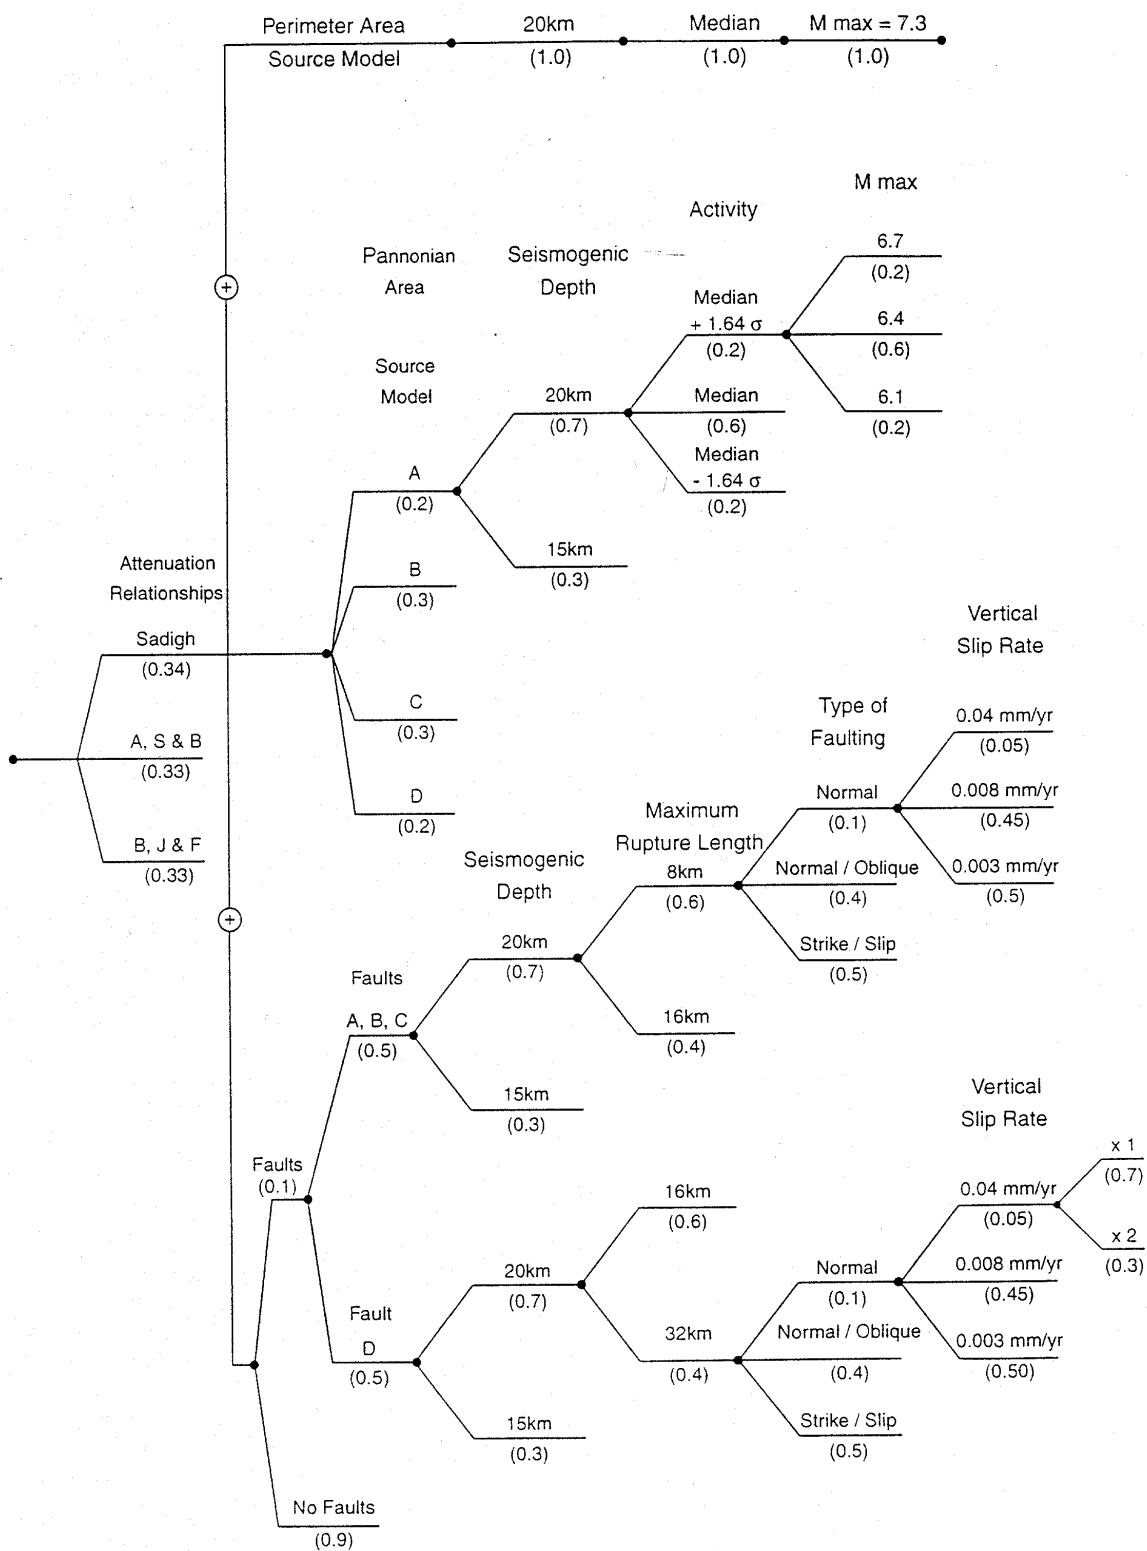 Perimeter Area
Source Model
20km
(1.0)
Median
(1.0)
M max = 7.3
(1.0)
+
M max
Activity
Pannonian
Area
Seismogenic
Depth
Source
Model
6.7
(0.2)
6.4
(0.6)
6.1
(0.2)
Median
+ 1.64 σ
(0.2)
Median
(0.6)
Median
- 1.64 σ
(0.2)
20km
(0.7)
15km
(0.3)
A
(0.2)
B
(0.3)
C
(0.3)
D
(0.2)
Attenuation
Relationships
Sadigh
(0.34)
A, S & B
(0.33)
B, J & F
(0.33)
+
Vertical
Slip Rate
Type of
Faulting
Maximum
Rupture Length
Seismogenic
Depth
0.04 mm/yr
(0.05)
0.008 mm/yr
(0.45)
0.003 mm/yr
(0.5)
Normal
(0.1)
Normal / Oblique
(0.4)
Strike / Slip
(0.5)
8km
(0.6)
16km
(0.4)
20km
(0.7)
15km
(0.3)
Faults
A, B, C
(0.5)
Faults
(0.1)
Vertical
Slip Rate
x 1
(0.7)
x 2
(0.3)
0.04 mm/yr
(0.05)
0.008 mm/yr
(0.45)
0.003 mm/yr
(0.50)
Normal
(0.1)
Normal / Oblique
(0.4)
Strike / Slip
(0.5)
16km
(0.6)
32km
(0.4)
20km
(0.7)
15km
(0.3)
Fault
D
(0.5)
No Faults
(0.9)